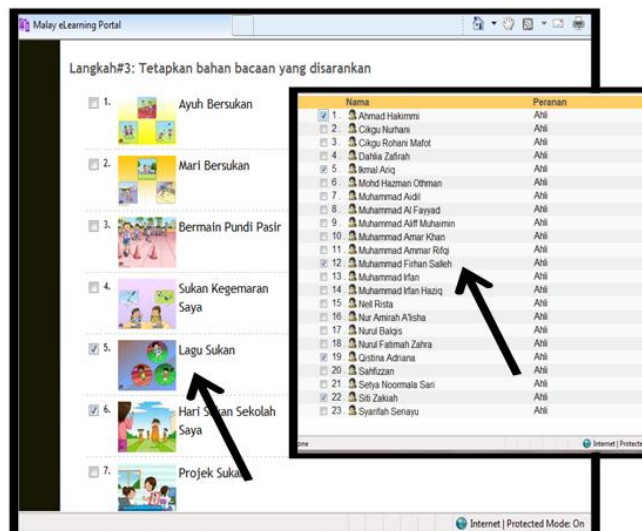 Malay eLearning Portal
Langkah#3: Tetapkan bahan bacaan yang disarankan
1. Ayuh Bersukan
2. Mari Bersukan
3. Bermain Pundi Pasir
4. Sukan Kegemaran
Saya
5. Lagu Sukan
6. Hari Sukan Sekolah
Saya
7. Projek Sukan
Nama Peranan
1. Ahmad Hakimmi Ahli
2. Cikgu Nurhani Ahli
3. Cikgu Rohani Mafot Ahli
4. Dahlia Zafirah Ahli
5. Ikmal Ariq Ahli
6. Mohd Hazman Othman Ahli
7. Muhammad Aidil Ahli
8. Muhammad Al Fayyad Ahli
9. Muhammad Aliff Muhaimin Ahli
10. Muhammad Amar Khan Ahli
11. Muhammad Ammar Rifqi Ahli
12. Muhammad Firhan Salleh Ahli
13. Muhammad Irfan Ahli
14. Muhammad Irfan Haziq Ahli
15. Nell Rista Ahli
16. Nur Amirah A'lisha Ahli
17. Nurul Balqis Ahli
18. Nurul Fatimah Zahra Ahli
19. Qistina Adriana Ahli
20. Sahfizzan Ahli
21. Setya Noormala Sari Ahli
22. Siti Zakiah Ahli
23. Syarifah Seriayu Ahli
one Internet | Protecte
Internet | Protected Mode: On